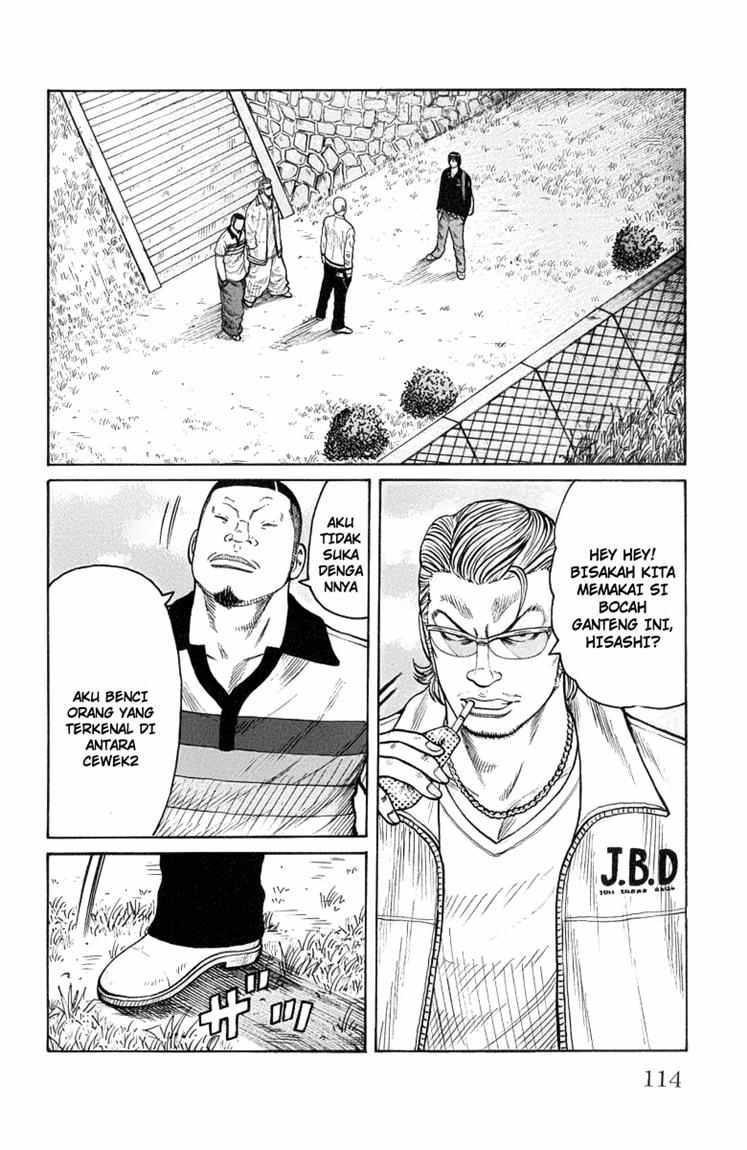 HEY HEY!
BISAKAH KITA
MEMAKAI SI
BOCAH
GANTENG INI,
HISASHI?
J.B.D
AKU
TIDAK
SUKA
DENGA
NNYA
AKU BENCI
ORANG YANG
TERKENAL DI
ANTARA
CEWEK2
ザッ
114